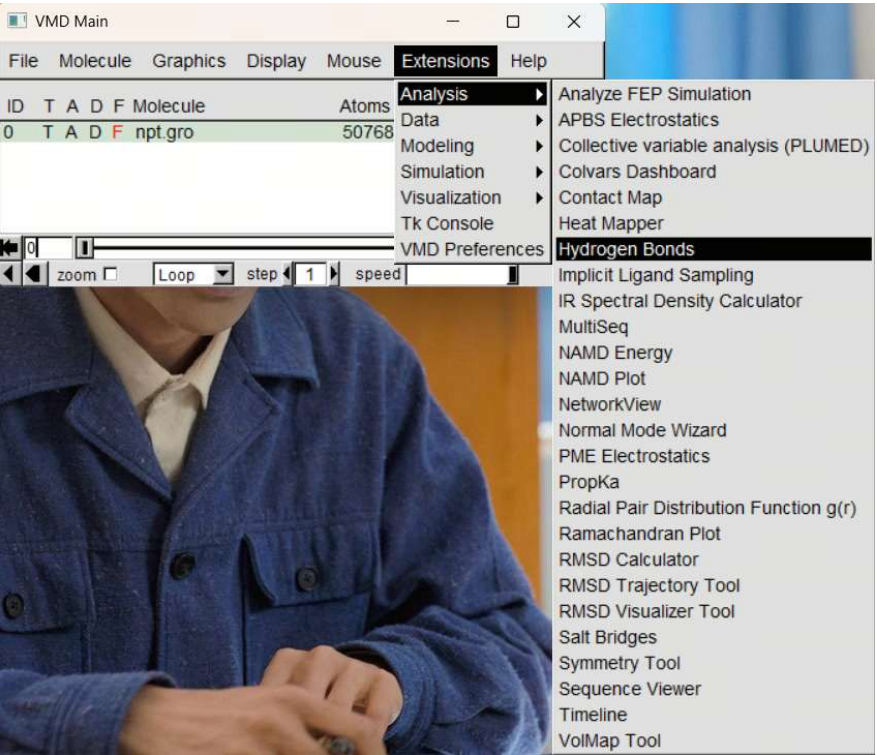 VMD Main
File Molecule Graphics Display Mouse Extensions Help
ID T A D F Molecule Atoms
0 T A D F npt.gro 50768
0
zoom Loop step 1 speed
Analysis
Data
Modeling
Simulation
Visualization
Tk Console
VMD Preferences
Analyze FEP Simulation
APBS Electrostatics
Collective variable analysis (PLUMED)
Colvars Dashboard
Contact Map
Heat Mapper
Hydrogen Bonds
Implicit Ligand Sampling
IR Spectral Density Calculator
MultiSeq
NAMD Energy
NAMD Plot
NetworkView
Normal Mode Wizard
PME Electrostatics
PropKa
Radial Pair Distribution Function g(r)
Ramachandran Plot
RMSD Calculator
RMSD Trajectory Tool
RMSD Visualizer Tool
Salt Bridges
Symmetry Tool
Sequence Viewer
Timeline
VolMap Tool